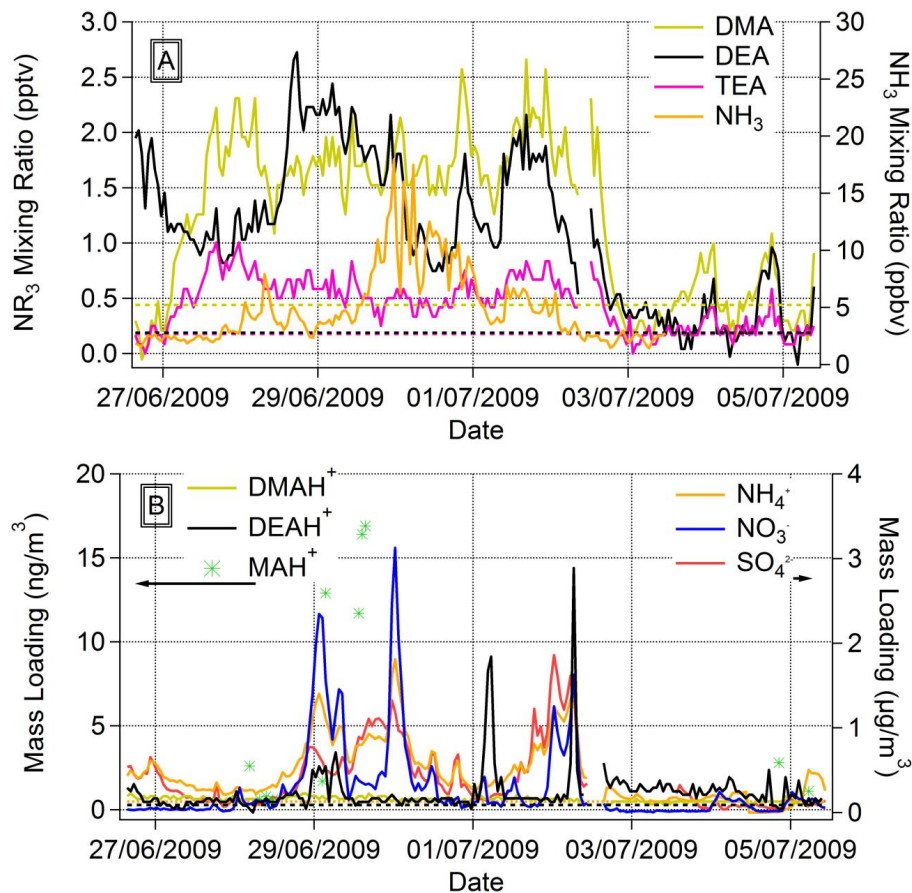 A
DMA
DEA
TEA
NH3
NR3 Mixing Ratio (pptv)
3.0
2.5
2.0
1.5
1.0
0.5
0.0
NH3 Mixing Ratio (ppbv)
30
25
20
15
10
5
0
27/06/2009 29/06/2009 01/07/2009 03/07/2009 05/07/2009
Date
B
DMAH+
DEAH+
MAH+
NH4+
NO3-
SO42-
Mass Loading (ng/m3)
20
15
10
5
0
Mass Loading (μg/m3)
4
3
2
1
0
27/06/2009 29/06/2009 01/07/2009 03/07/2009 05/07/2009
Date